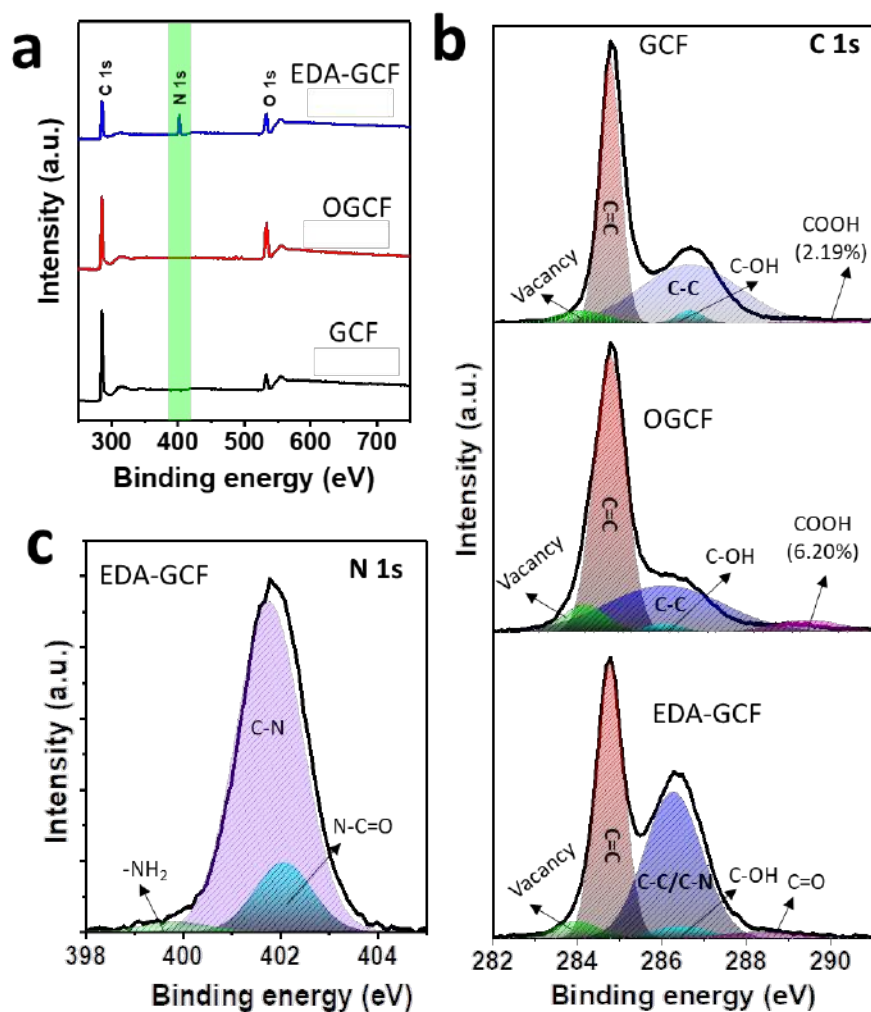 a
C 1s
N 1s
O 1s
EDA-GCF
OGCF
GCF
Intensity (a.u.)
300 400 500 600 700
Binding energy (eV)
b
GCF
C 1s
C=C
Vacancy
C-C
C-OH
COOH
(2.19%)
OGCF
C=C
Vacancy
C-C
C-OH
COOH
(6.20%)
EDA-GCF
C=C
Vacancy
C-C/C-N
C-OH
C=O
Intensity (a.u.)
282 284 286 288 290
Binding energy (eV)
c
EDA-GCF
N 1s
C-N
N-C=O
-NH₂
Intensity (a.u.)
398 400 402 404
Binding energy (eV)